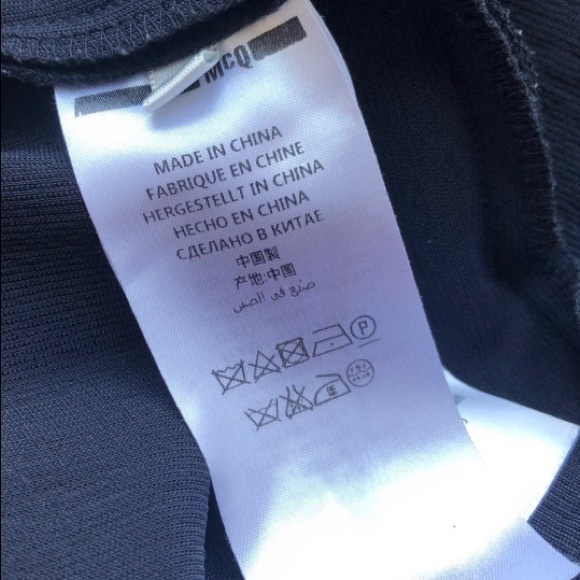 McQ
MADE IN CHINA
FABRIQUE EN CHINE
HERGESTELLT IN CHINA
HECHO EN CHINA
СДЕЛАНО В КИТАЕ
中国製
产地:中国
صنع في الصين
P